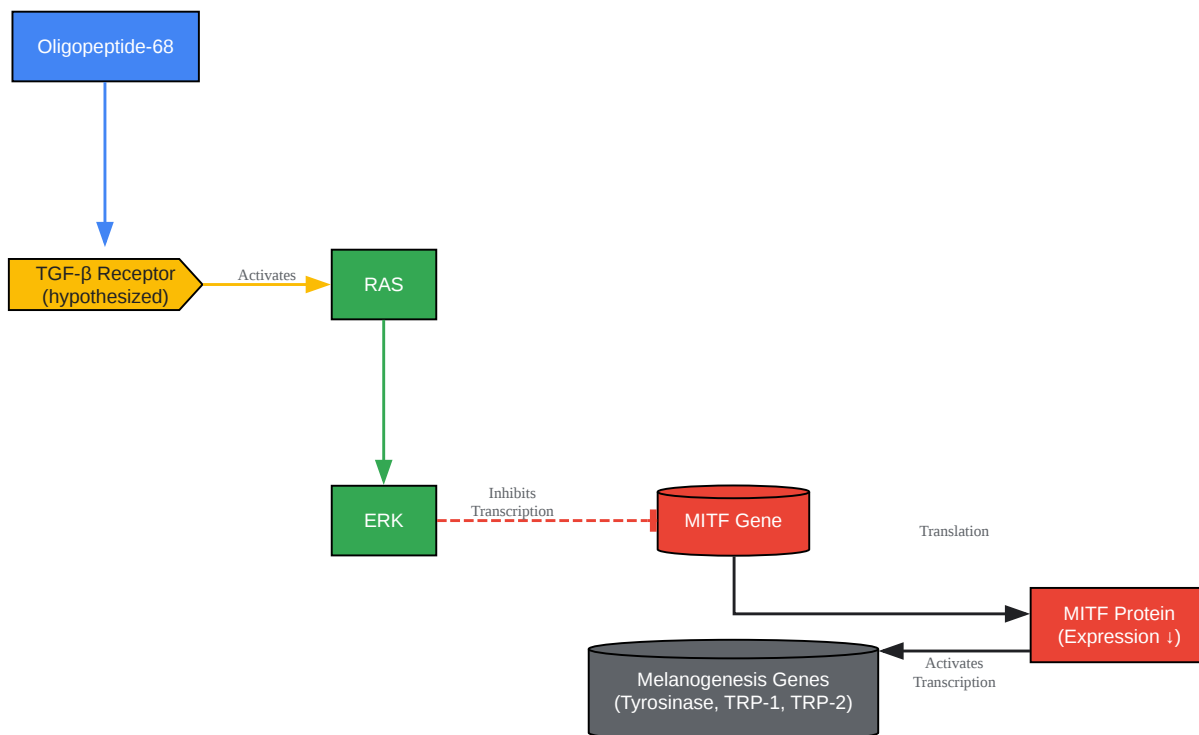 Oligopeptide-68
TGF-β Receptor
(hypothesized)
Activates
RAS
ERK
Inhibits
Transcription
MITF Gene
Translation
MITF Protein
(Expression ↓)
Activates
Transcription
Melanogenesis Genes
(Tyrosinase, TRP-1, TRP-2)